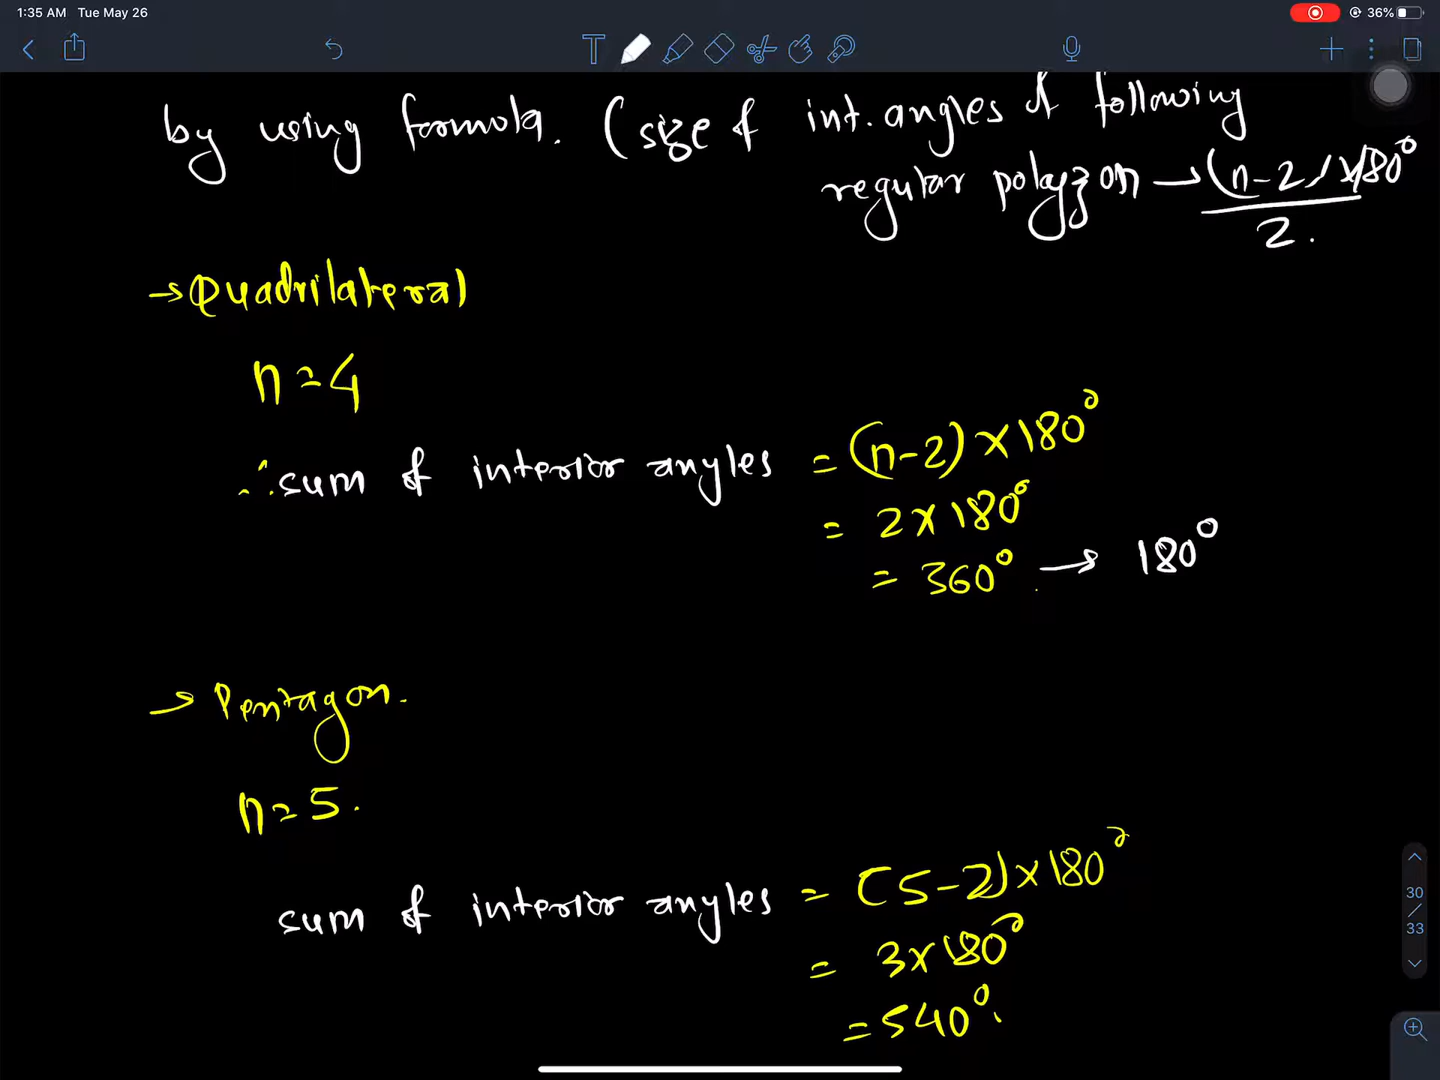 1:35 AM Tue May 26
36%
by using formula. (size of int. angles of following
regular polygon → (n-2) x 180°
2.
→ Quadrilateral
n = 4
∴ sum of interior angles = (n-2) x 180°
= 2 x 180°
= 360° → 180°
→ Pentagon.
n = 5.
sum of interior angles = (5-2) x 180°
= 3 x 180°
= 540°.
30
/
33